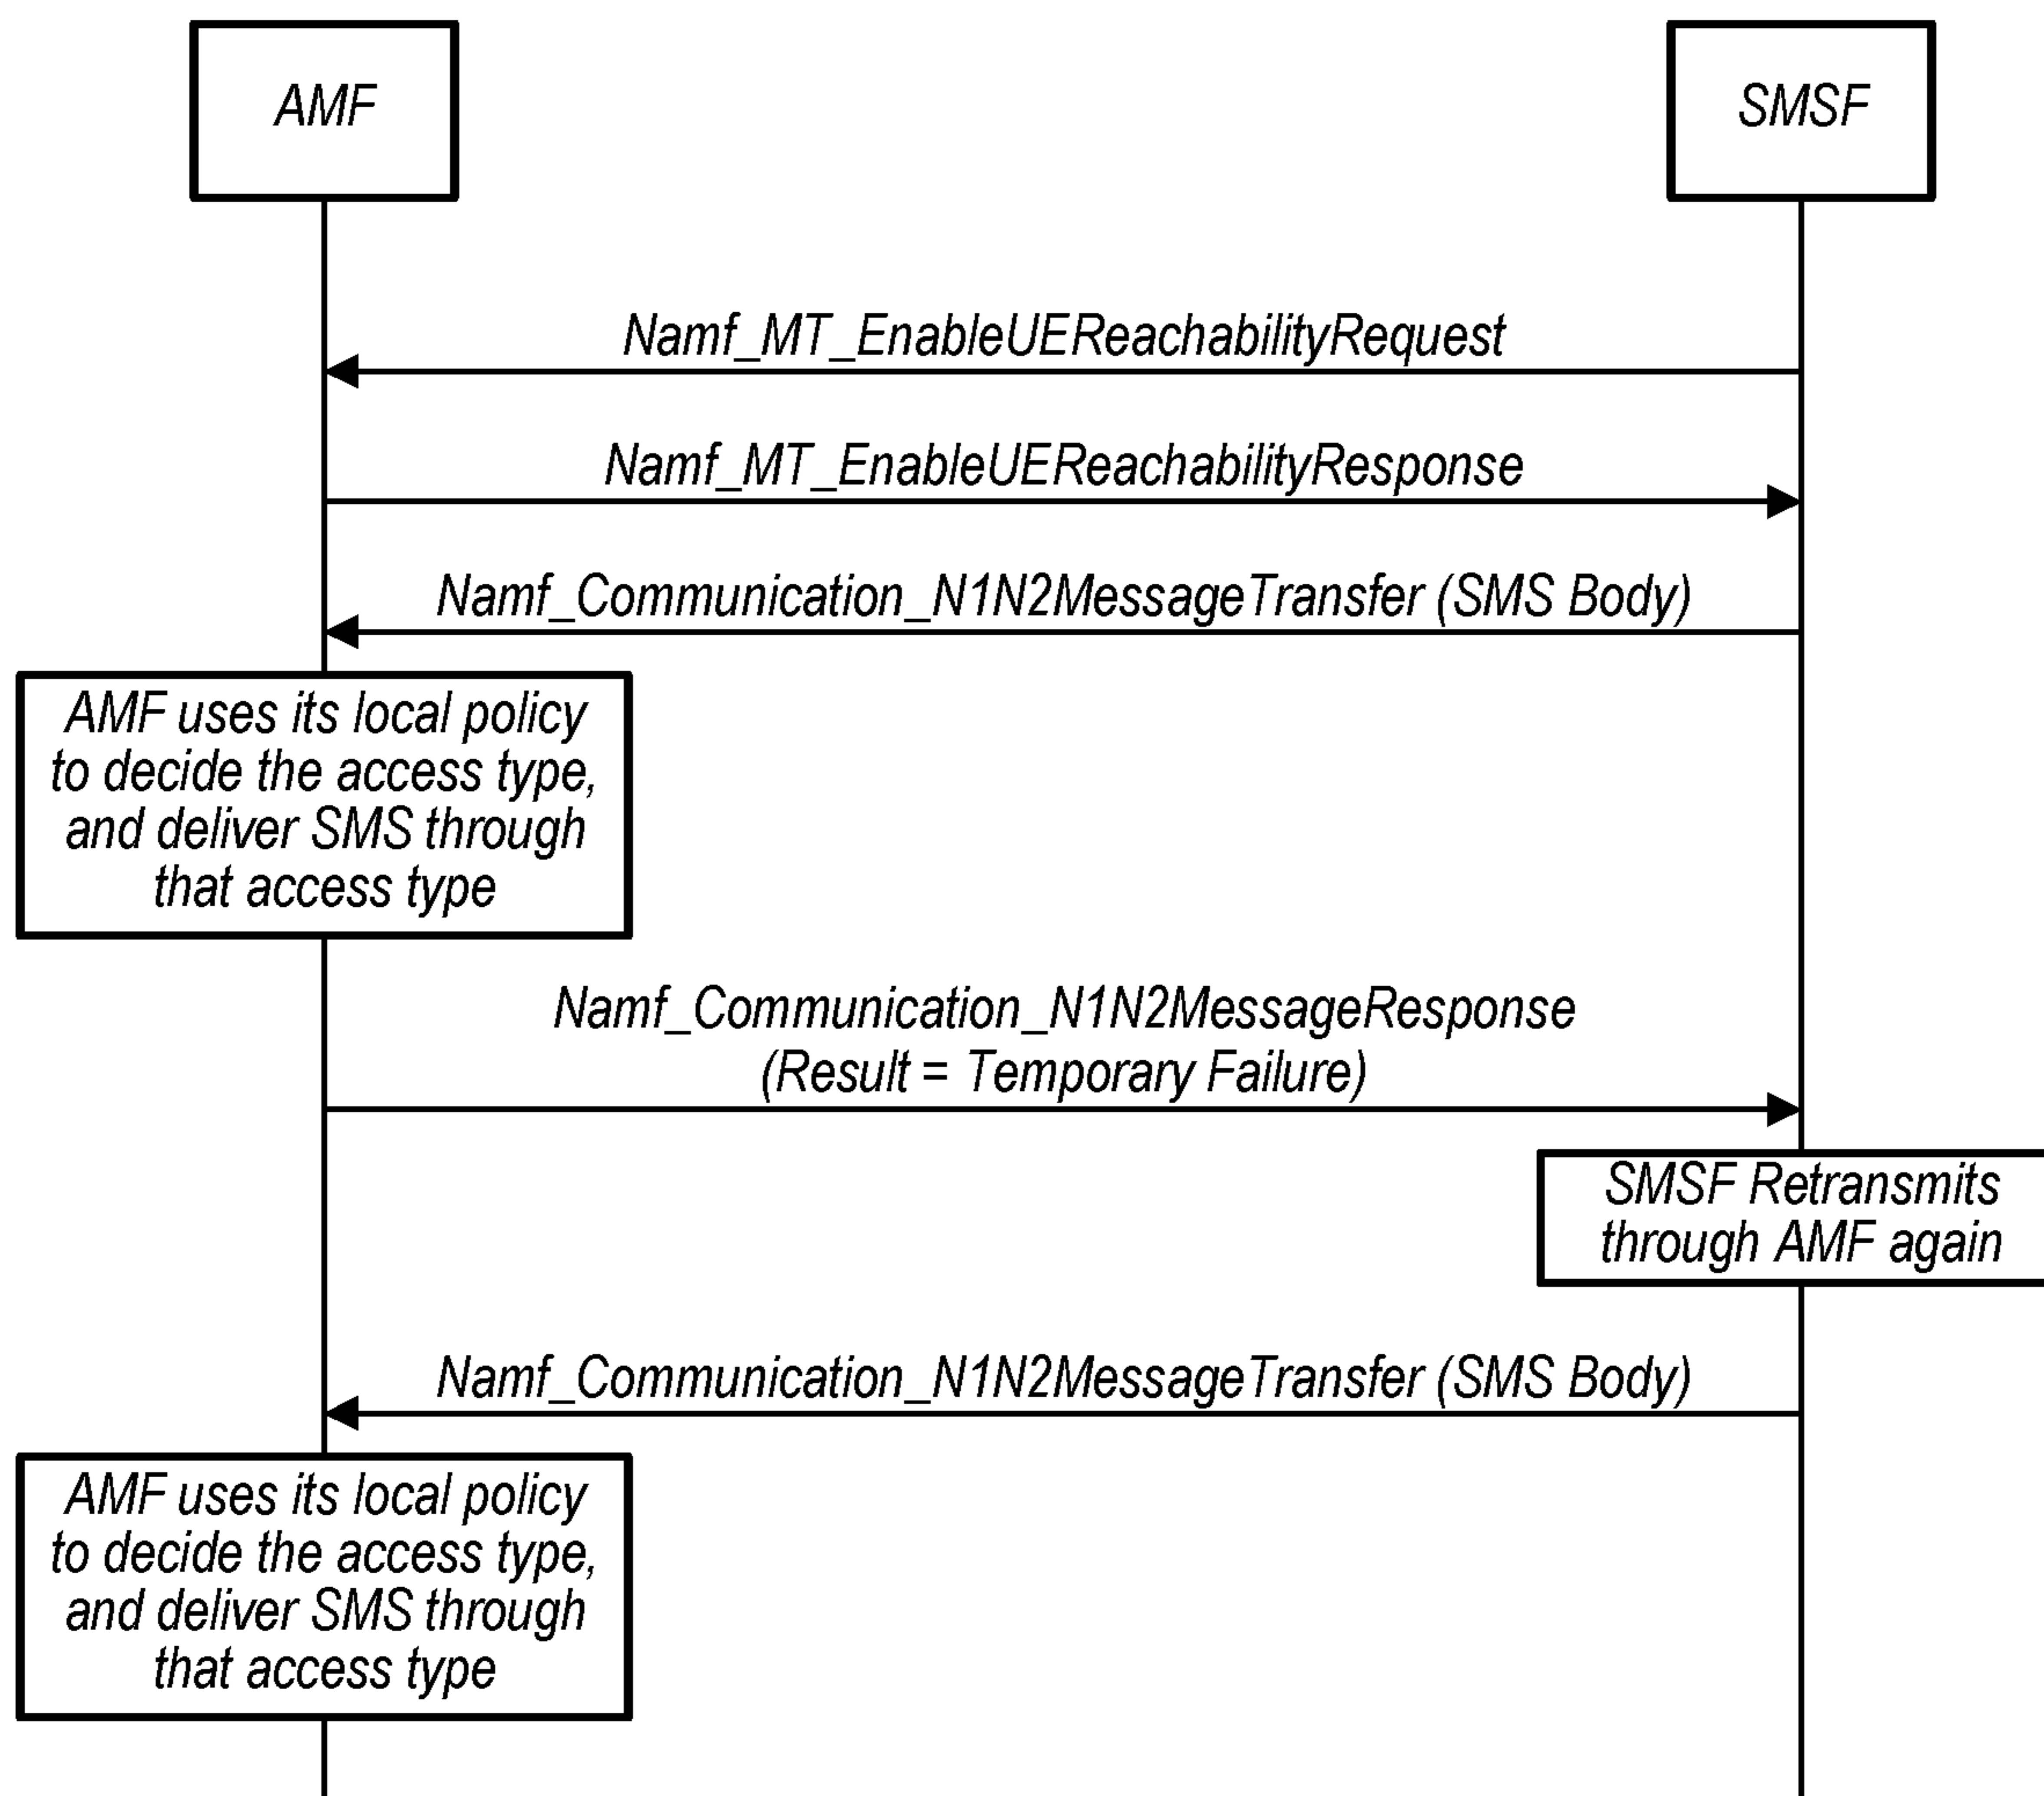 AMF
SMSF
Namf_MT_EnableUEReachabilityRequest
Namf_MT_EnableUEReachabilityResponse
Namf_Communication_N1N2MessageTransfer (SMS Body)
AMF uses its local policy
to decide the access type,
and deliver SMS through
that access type
Namf_Communication_N1N2MessageResponse
(Result = Temporary Failure)
SMSF Retransmits
through AMF again
Namf_Communication_N1N2MessageTransfer (SMS Body)
AMF uses its local policy
to decide the access type,
and deliver SMS through
that access type